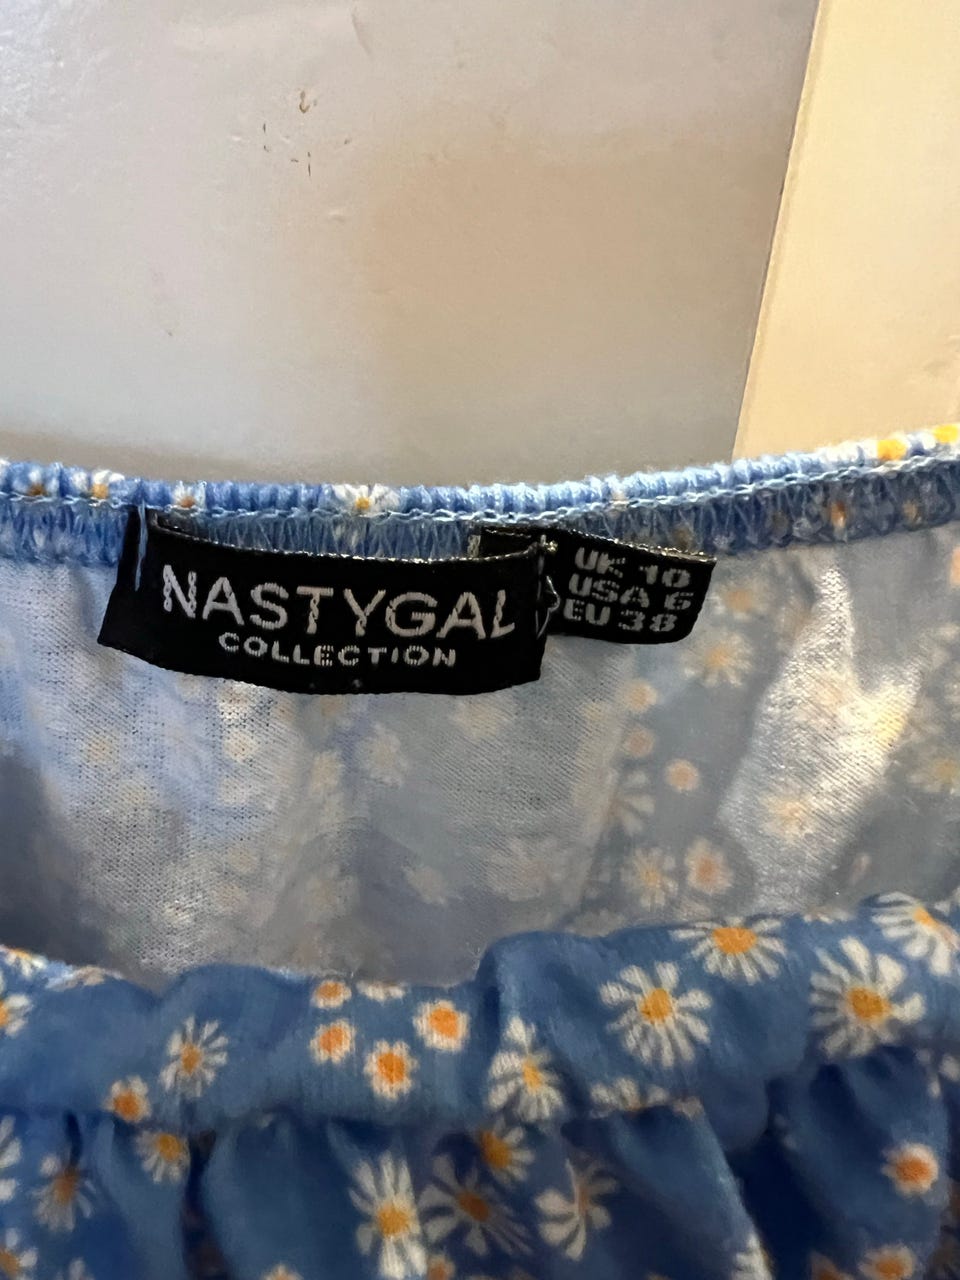 NASTYGAL
COLLECTION
UK 10
USA 6
EU 38